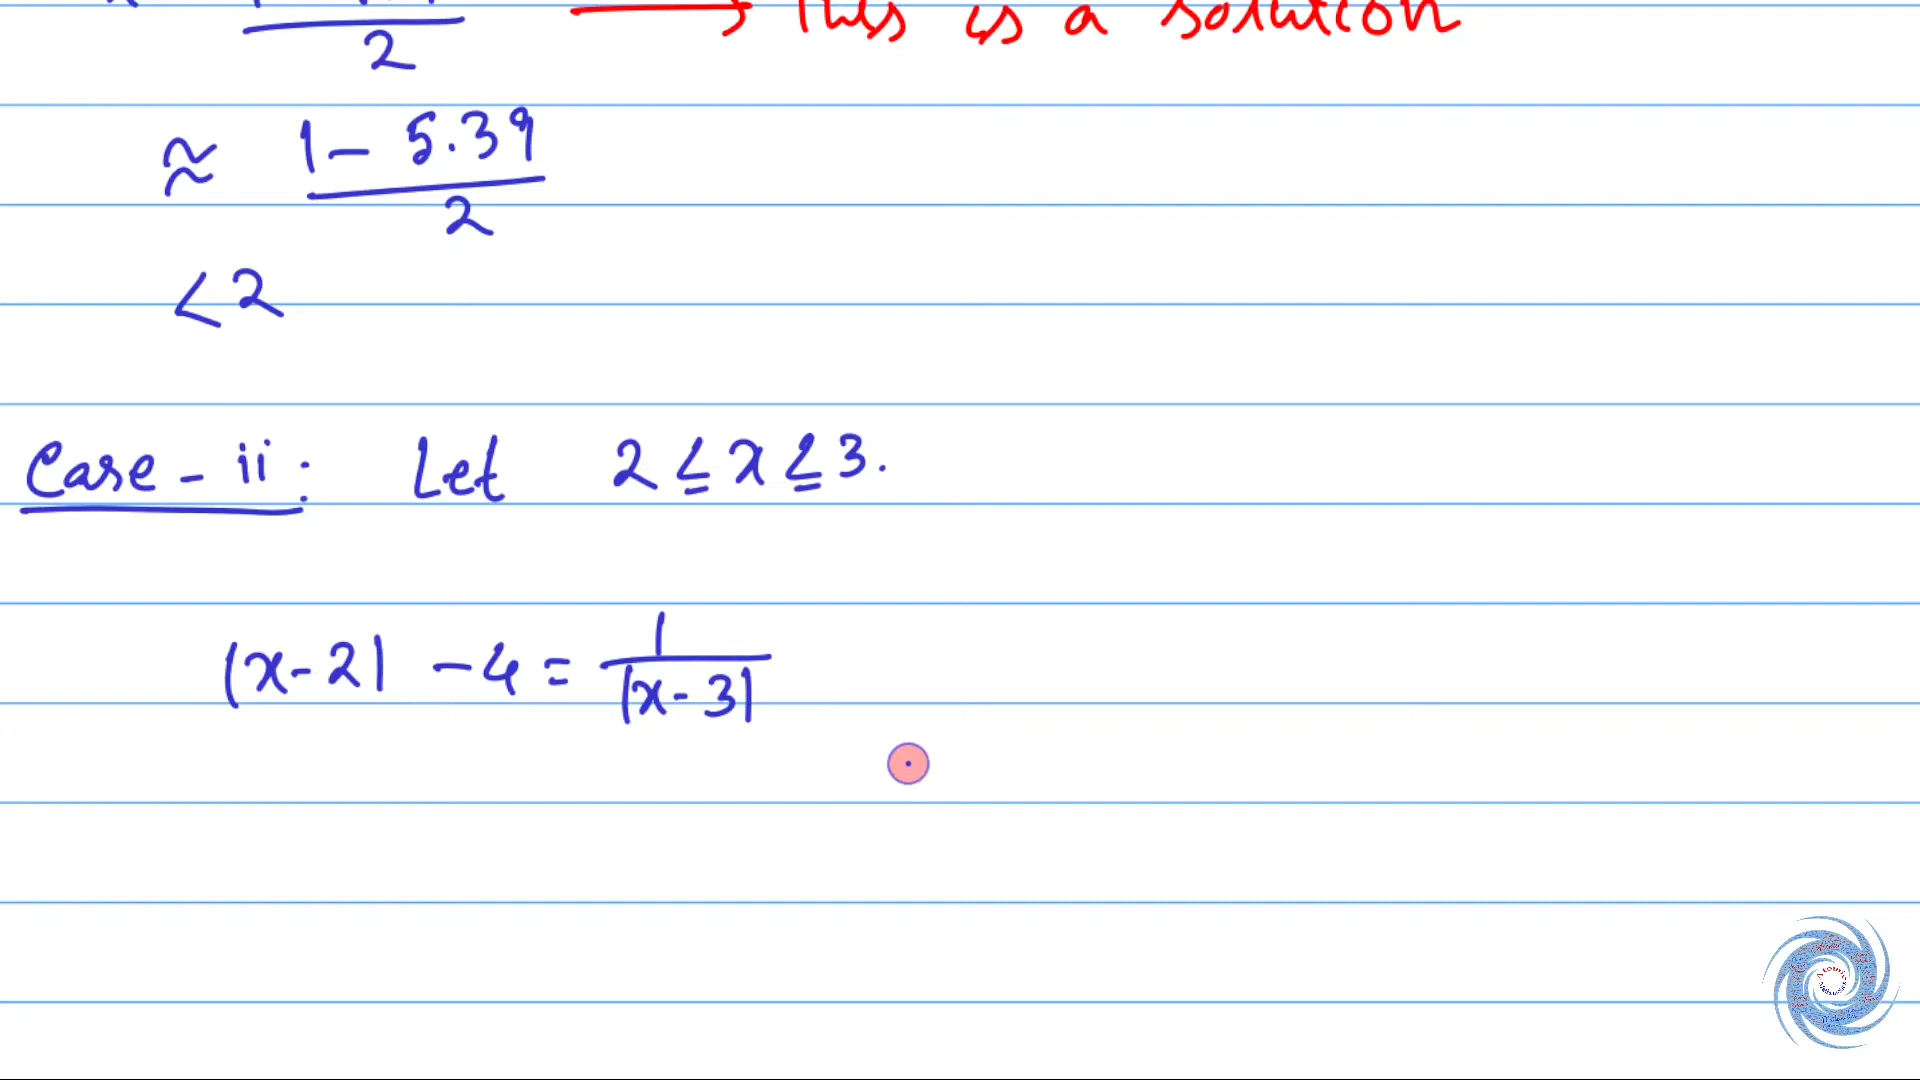 2 → This is a solution
≈ (1 - 5.39)/2
< 2
Case - ii : Let 2 ≤ x ≤ 3.
|x-2| - 4 = 1/|x-3|